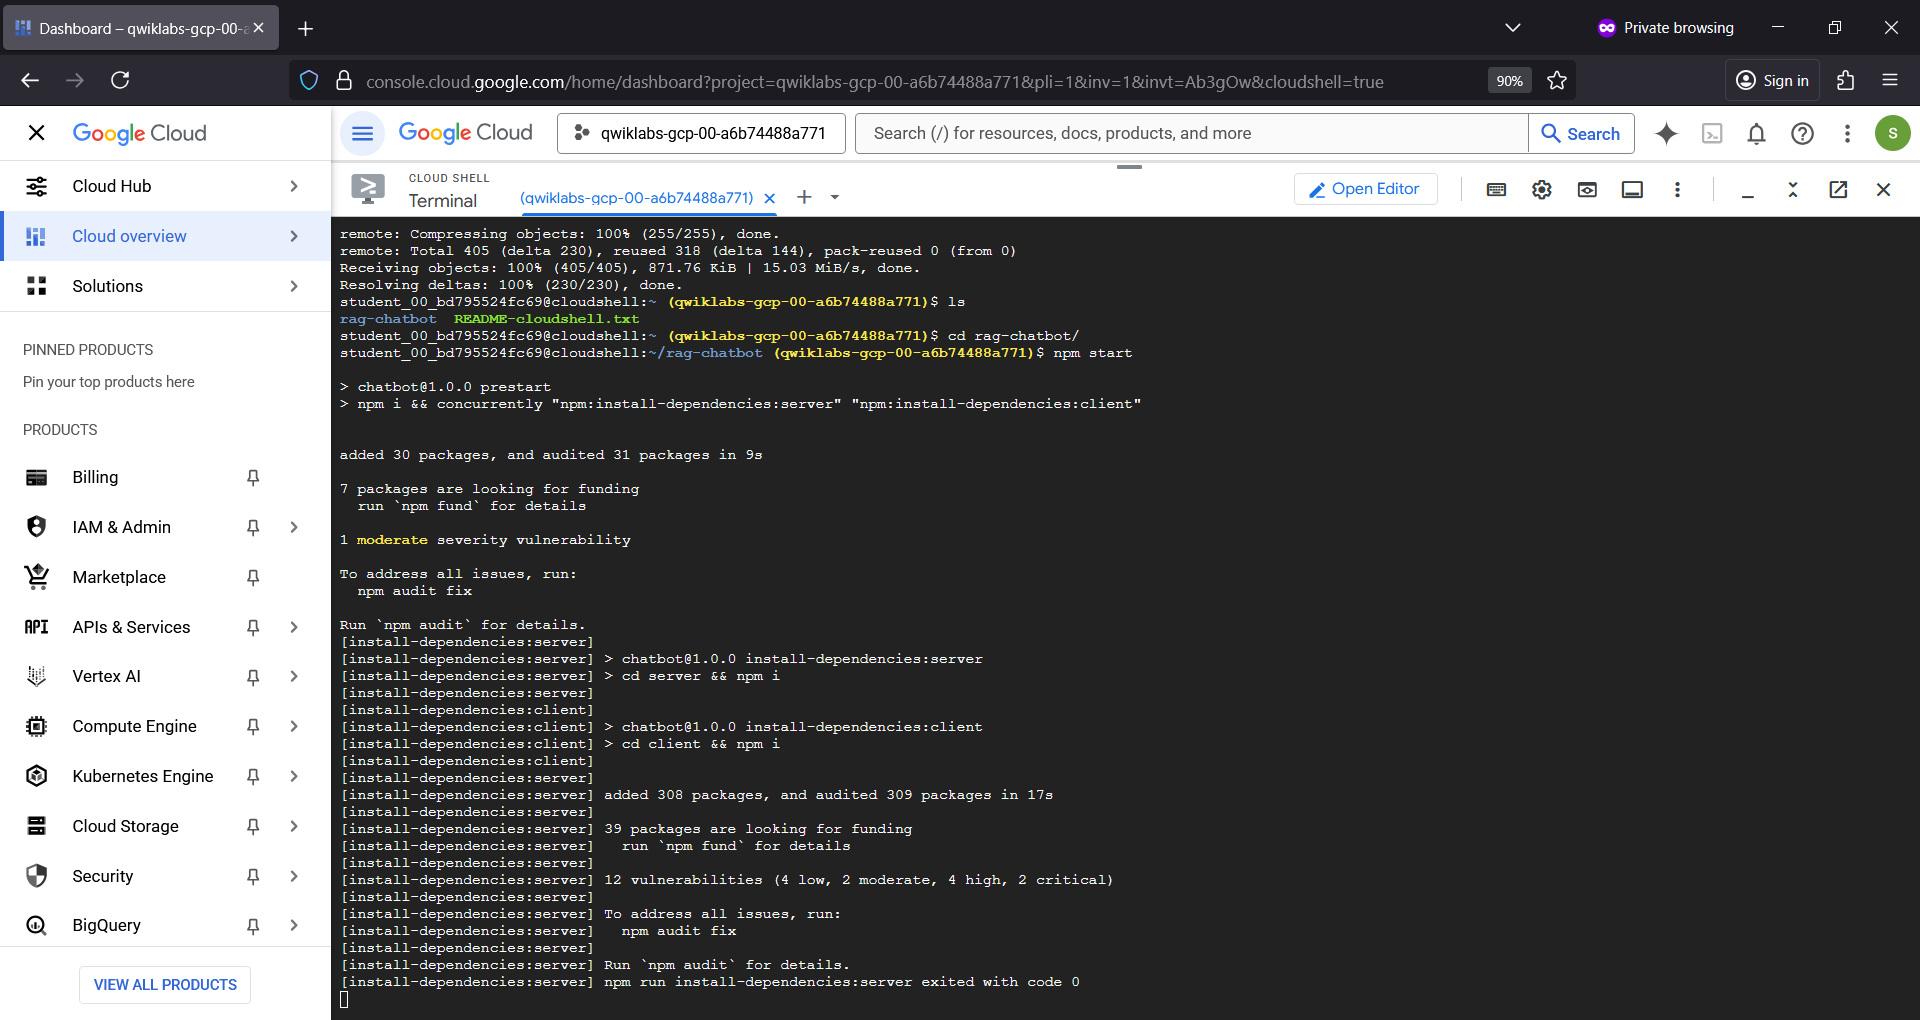 Dashboard – qwiklabs-gcp-00-a
Private browsing
console.cloud.google.com/home/dashboard?project=qwiklabs-gcp-00-a6b74488a771&pli=1&inv=1&invt=Ab3gOw&cloudshell=true
90%
Sign in
Google Cloud
Google Cloud
qwiklabs-gcp-00-a6b74488a771
Search (/) for resources, docs, products, and more
Search
S
Cloud Hub
Cloud overview
Solutions
PINNED PRODUCTS
Pin your top products here
PRODUCTS
Billing
IAM & Admin
Marketplace
API
APIs & Services
Vertex AI
Compute Engine
Kubernetes Engine
Cloud Storage
Security
BigQuery
VIEW ALL PRODUCTS
CLOUD SHELL
Terminal
(qwiklabs-gcp-00-a6b74488a771)
Open Editor
remote: Compressing objects: 100% (255/255), done.
remote: Total 405 (delta 230), reused 318 (delta 144), pack-reused 0 (from 0)
Receiving objects: 100% (405/405), 871.76 KiB | 15.03 MiB/s, done.
Resolving deltas: 100% (230/230), done.
student_00_bd795524fc69@cloudshell:~ (qwiklabs-gcp-00-a6b74488a771)$ ls
rag-chatbot  README-cloudshell.txt
student_00_bd795524fc69@cloudshell:~ (qwiklabs-gcp-00-a6b74488a771)$ cd rag-chatbot/
student_00_bd795524fc69@cloudshell:~/rag-chatbot (qwiklabs-gcp-00-a6b74488a771)$ npm start
> chatbot@1.0.0 prestart
> npm i && concurrently "npm:install-dependencies:server" "npm:install-dependencies:client"
added 30 packages, and audited 31 packages in 9s
7 packages are looking for funding
  run `npm fund` for details
1 moderate severity vulnerability
To address all issues, run:
  npm audit fix
Run `npm audit` for details.
[install-dependencies:server]
[install-dependencies:server] > chatbot@1.0.0 install-dependencies:server
[install-dependencies:server] > cd server && npm i
[install-dependencies:server]
[install-dependencies:client]
[install-dependencies:client] > chatbot@1.0.0 install-dependencies:client
[install-dependencies:client] > cd client && npm i
[install-dependencies:client]
[install-dependencies:server]
[install-dependencies:server] added 308 packages, and audited 309 packages in 17s
[install-dependencies:server]
[install-dependencies:server] 39 packages are looking for funding
[install-dependencies:server]   run `npm fund` for details
[install-dependencies:server]
[install-dependencies:server] 12 vulnerabilities (4 low, 2 moderate, 4 high, 2 critical)
[install-dependencies:server]
[install-dependencies:server] To address all issues, run:
[install-dependencies:server]   npm audit fix
[install-dependencies:server]
[install-dependencies:server] Run `npm audit` for details.
[install-dependencies:server] npm run install-dependencies:server exited with code 0